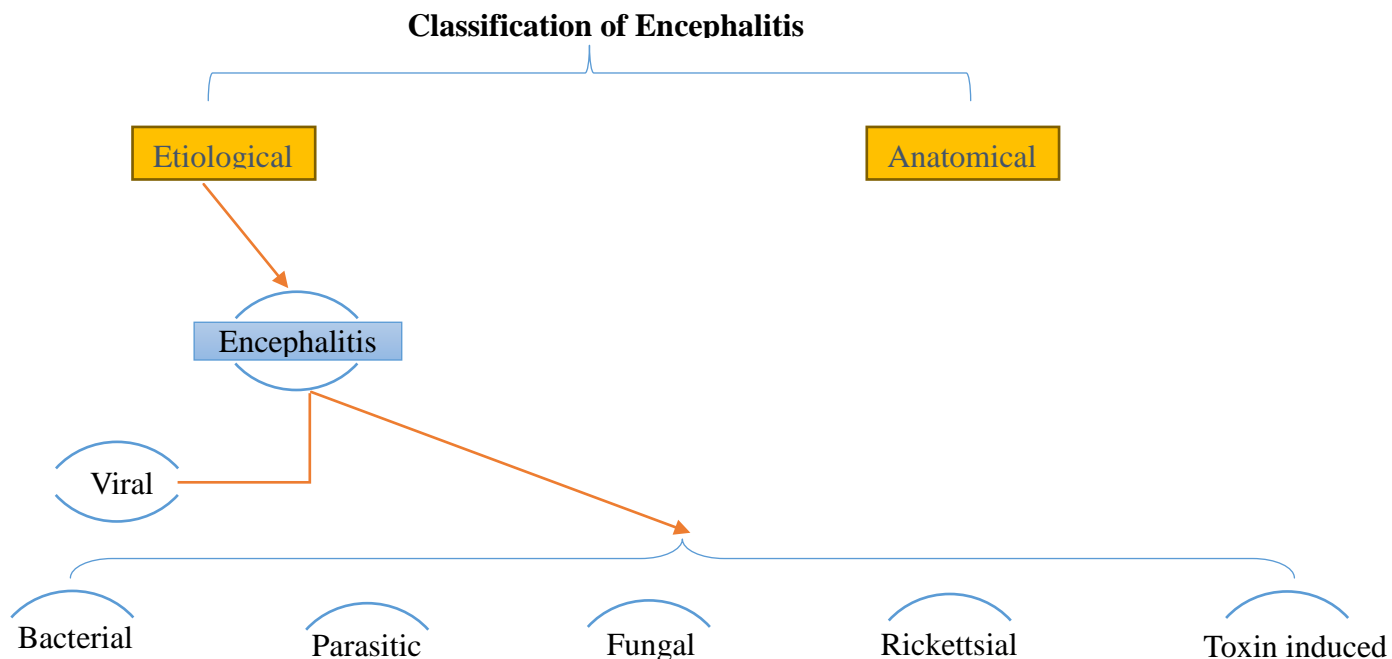 Classification of Encephalitis
Etiological
Anatomical
Encephalitis
Viral
Bacterial
Parasitic
Fungal
Rickettsial
Toxin induced